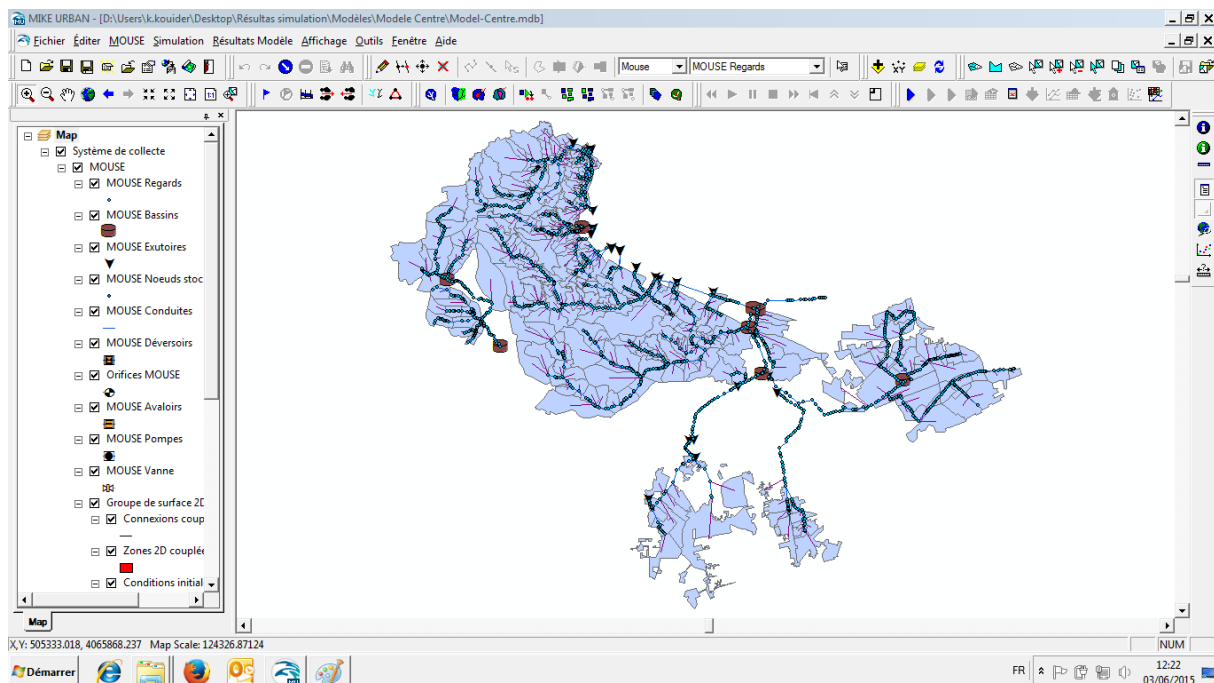 MIKE URBAN - [D:\Users\k.kouider\Desktop\Résultas simulation\Modèles\Modele Centre\Model-Centre.mdb]
Fichier Éditer MOUSE Simulation Résultats Modèle Affichage Outils Fenêtre Aide
Mouse MOUSE Regards
Map
Système de collecte
MOUSE
MOUSE Regards
MOUSE Bassins
MOUSE Exutoires
MOUSE Noeuds stoc
MOUSE Conduites
MOUSE Déversoirs
Orifices MOUSE
MOUSE Avaloirs
MOUSE Pompes
MOUSE Vanne
Groupe de surface 2D
Connexions coup
Zones 2D couplée
Conditions initial
Map
X,Y: 505333.018, 4065868.237 Map Scale: 124326.87124
NUM
Démarrer
FR
12:22
03/06/2015